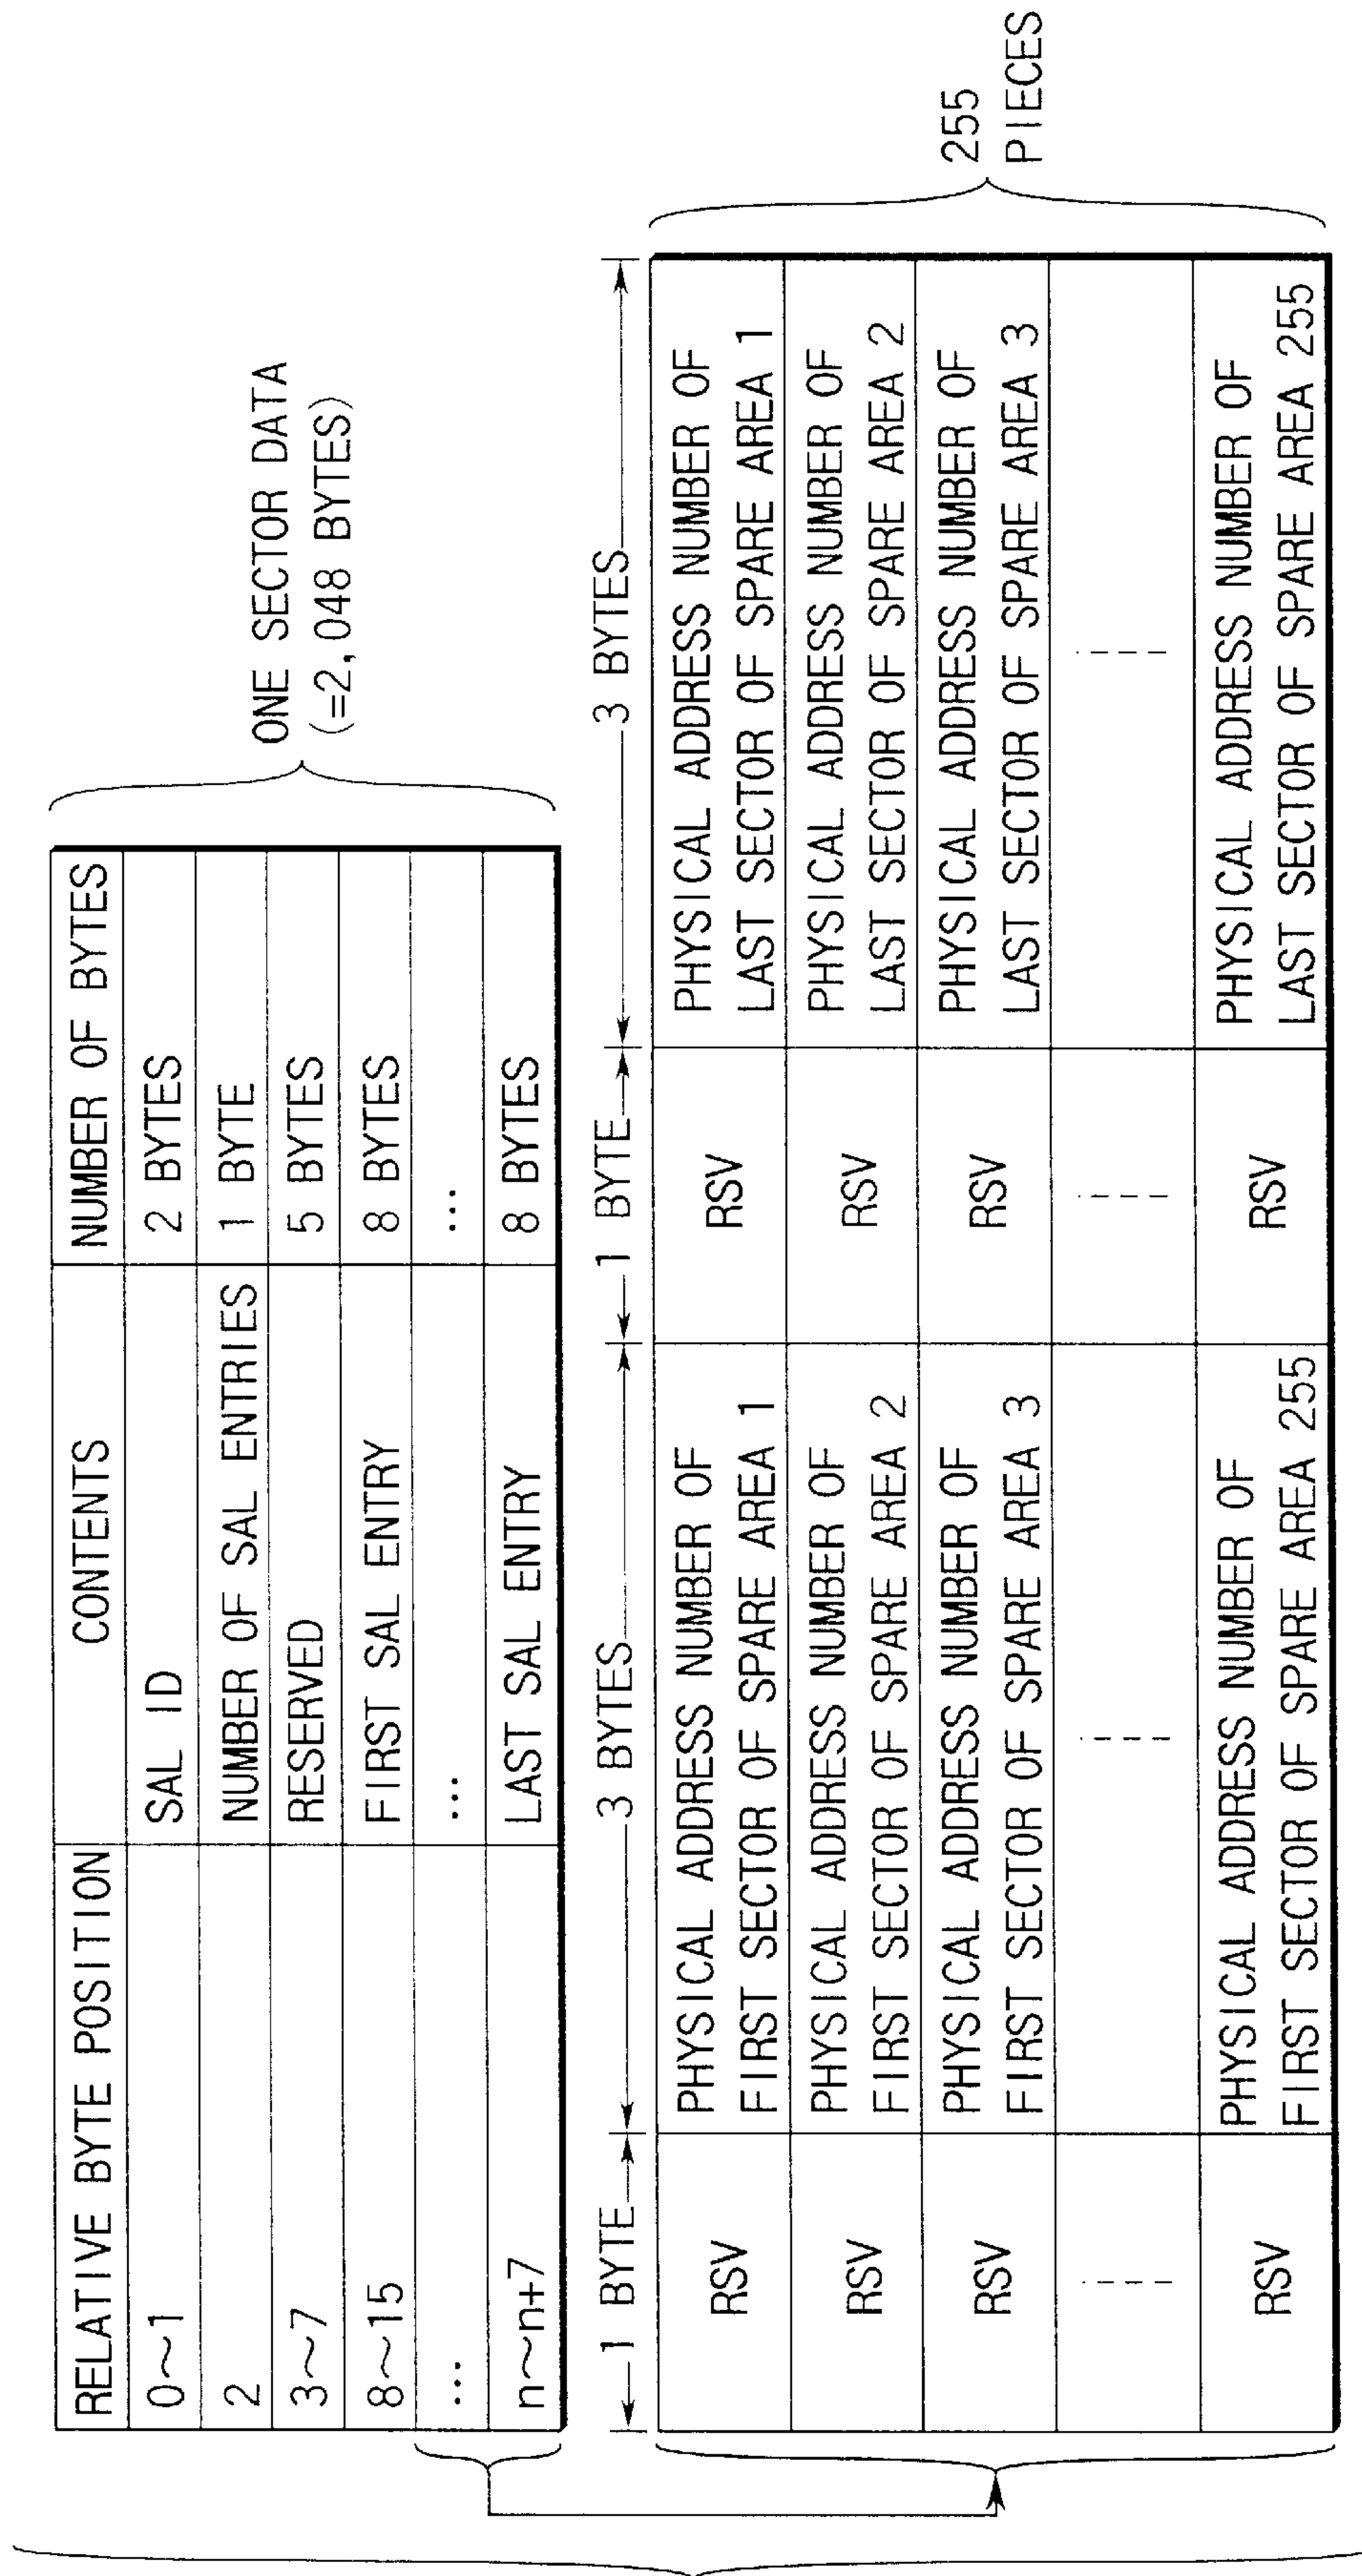 RELATIVE BYTE POSITION CONTENTS NUMBER OF BYTES
0~1 SAL ID 2 BYTES
2 NUMBER OF SAL ENTRIES 1 BYTE
3~7 RESERVED 5 BYTES
8~15 FIRST SAL ENTRY 8 BYTES
... ... ...
n~n+7 LAST SAL ENTRY 8 BYTES
ONE SECTOR DATA
(=2,048 BYTES)
1 BYTE 3 BYTES 1 BYTE 3 BYTES
RSV
PHYSICAL ADDRESS NUMBER OF
FIRST SECTOR OF SPARE AREA 1
RSV
PHYSICAL ADDRESS NUMBER OF
LAST SECTOR OF SPARE AREA 1
RSV
PHYSICAL ADDRESS NUMBER OF
FIRST SECTOR OF SPARE AREA 2
RSV
PHYSICAL ADDRESS NUMBER OF
LAST SECTOR OF SPARE AREA 2
RSV
PHYSICAL ADDRESS NUMBER OF
FIRST SECTOR OF SPARE AREA 3
RSV
PHYSICAL ADDRESS NUMBER OF
LAST SECTOR OF SPARE AREA 3
RSV
PHYSICAL ADDRESS NUMBER OF
FIRST SECTOR OF SPARE AREA 255
RSV
PHYSICAL ADDRESS NUMBER OF
LAST SECTOR OF SPARE AREA 255
255
PIECES